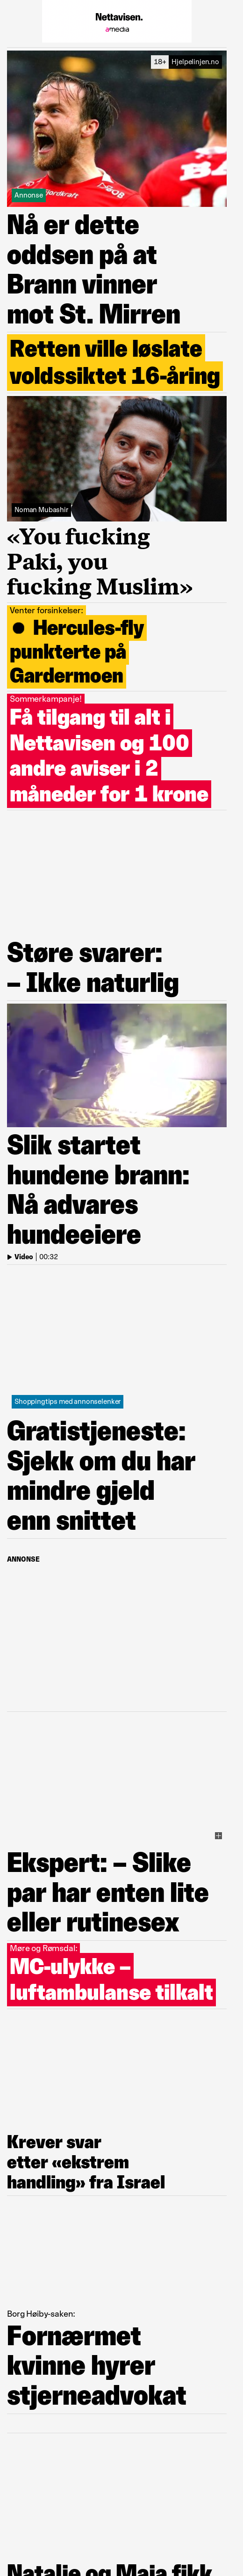 Nettavisen.
amedia
18+ Hjelpelinjen.no
Annonse
Nå er dette
oddsen på at
Brann vinner
mot St. Mirren
Retten ville løslate
voldssiktet 16-åring
Noman Mubashir
«You fucking
Paki, you
fucking Muslim»
Venter forsinkelser:
● Hercules-fly
punkterte på
Gardermoen
Sommerkampanje!
Få tilgang til alt i
Nettavisen og 100
andre aviser i 2
måneder for 1 krone
Støre svarer:
– Ikke naturlig
Slik startet
hundene brann:
Nå advares
hundeeiere
Video | 00:32
Shoppingtips med annonselenker
Gratistjeneste:
Sjekk om du har
mindre gjeld
enn snittet
ANNONSE
Ekspert: – Slike
par har enten lite
eller rutinesex
Møre og Rømsdal:
MC-ulykke –
luftambulanse tilkalt
Krever svar
etter «ekstrem
handling» fra Israel
Borg Høiby-saken:
Fornærmet
kvinne hyrer
stjerneadvokat
Natalie og Maja fikk